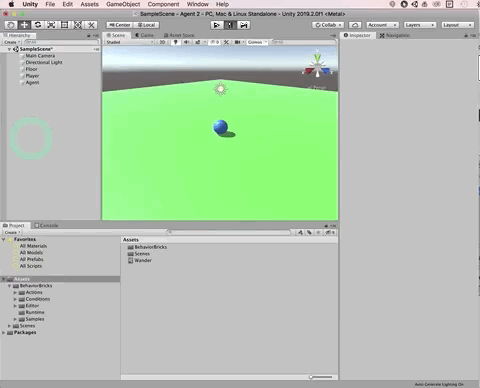 Unity File Edit Assets GameObject Component Window Help
SampleScene - Agent 2 - PC, Mac & Linux Standalone - Unity 2019.2.0f1 <Metal>
Center Local Collab Account Layers Layout
Hierarchy Scene Game Asset Store Inspector Navigation
Create Shaded 2D Gizmos
SampleScene*
Main Camera
Directional Light
Floor
Player
Agent
Persp
Project Console
Create
Favorites
All Materials
All Models
All Prefabs
All Scripts
Assets
BehaviorBricks
Actions
Conditions
Editor
Runtime
Samples
Scenes
Packages
Assets
BehaviorBricks
Scenes
Wander
Auto Generate Lighting On